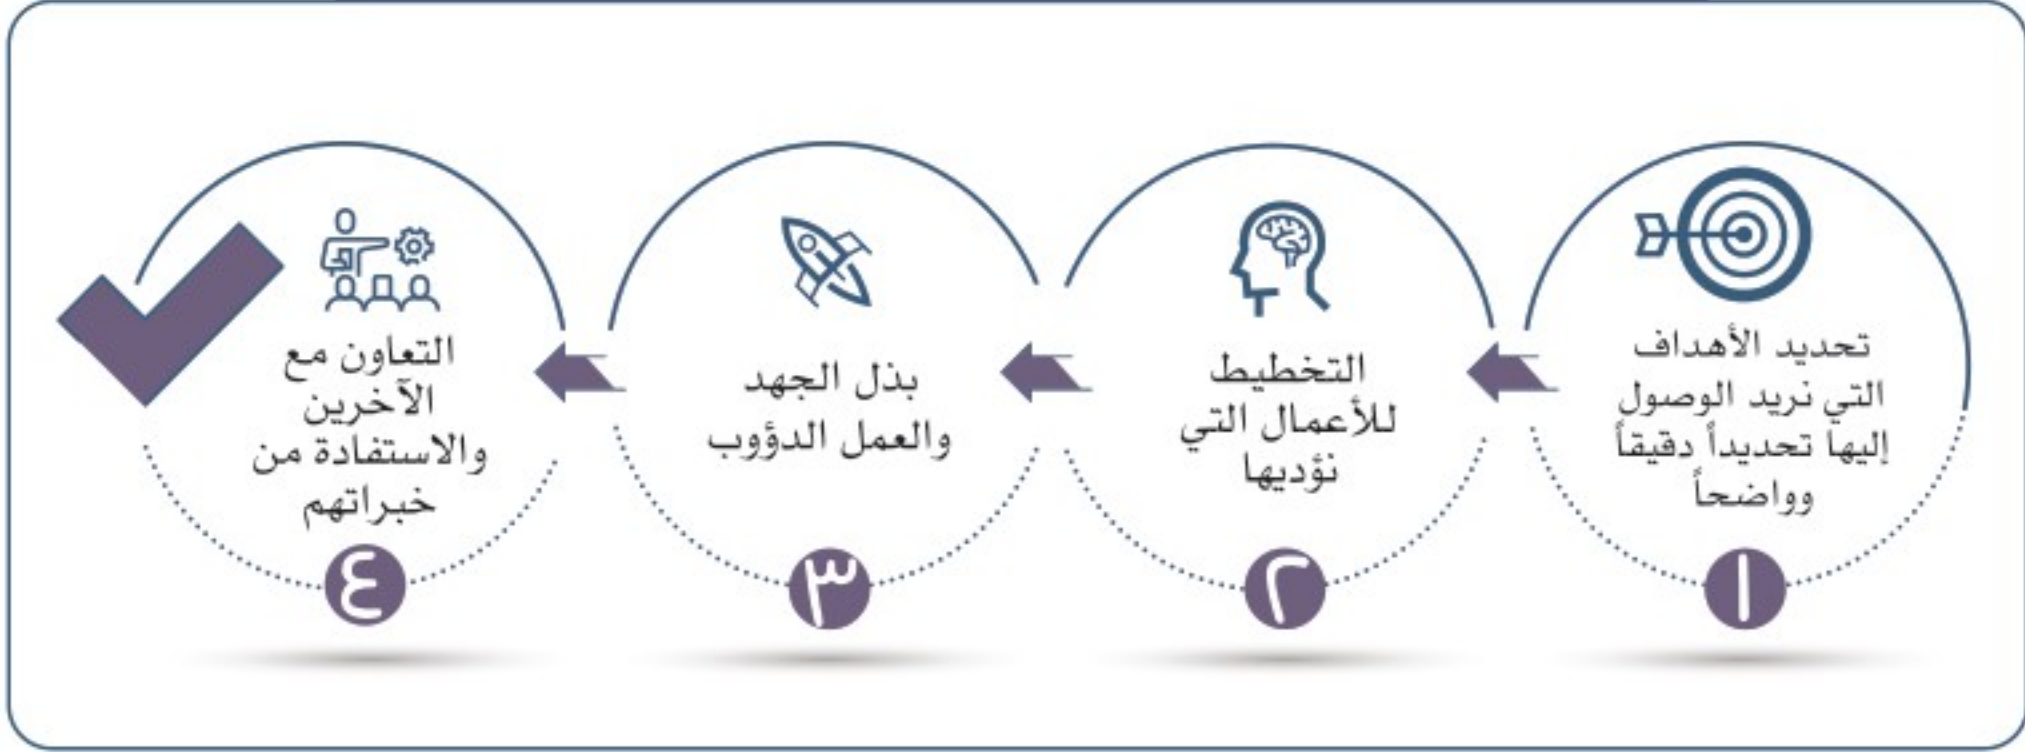 تحديد الأهداف
التي نريد الوصول
إليها تحديداً دقيقاً
وواضحاً
١
التخطيط
للأعمال التي
نؤديها
٢
بذل الجهد
والعمل الدؤوب
٣
التعاون مع
الآخرين
والاستفادة من
خبراتهم
٤